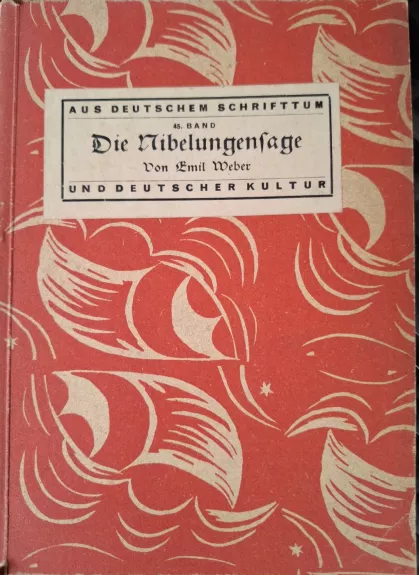 AUS DEUTSCHEM SCHRIFTTUM
45. BAND
Die Nibelungensage
Von Emil Weber
UND DEUTSCHER KULTUR